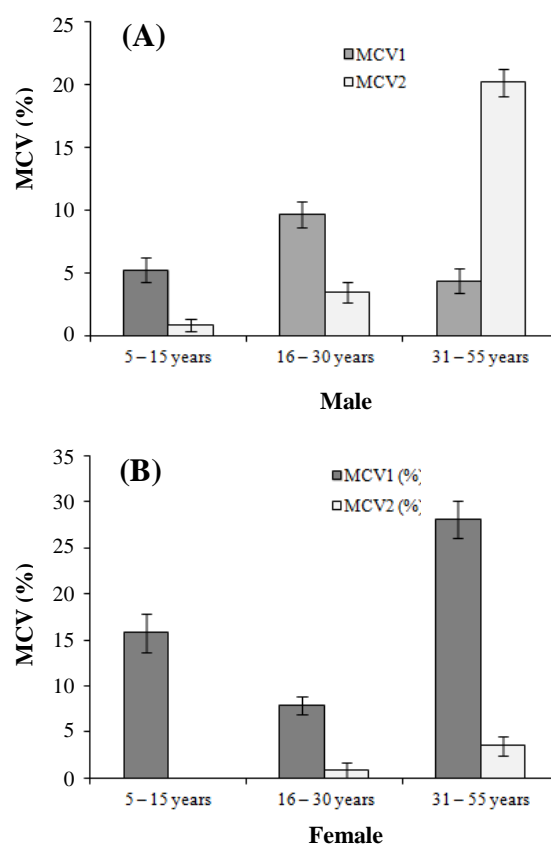 (A)
MCV1
MCV2
MCV (%)
25
20
15
10
5
0
5 – 15 years 16 – 30 years 31 – 55 years
Male
(B)
MCV1 (%)
MCV2 (%)
MCV (%)
35
30
25
20
15
10
5
0
5 – 15 years 16 – 30 years 31 – 55 years
Female